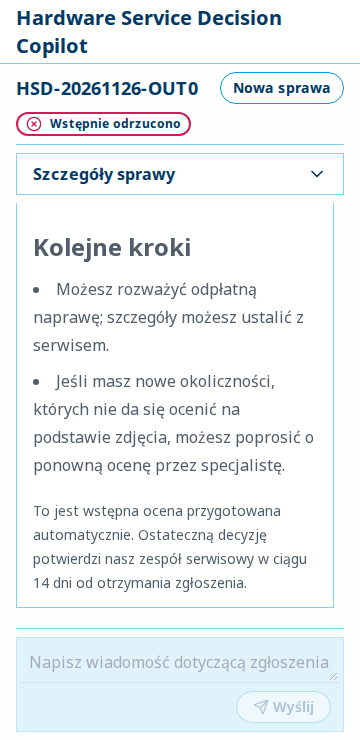 Hardware Service Decision
Copilot
HSD-20261126-OUT0
Nowa sprawa
Wstępnie odrzucono
Szczegóły sprawy
Kolejne kroki
• Możesz rozważyć odpłatną
naprawę; szczegóły możesz ustalić z
serwisem.
• Jeśli masz nowe okoliczności,
których nie da się ocenić na
podstawie zdjęcia, możesz poprosić o
ponowną ocenę przez specjalistę.
To jest wstępna ocena przygotowana
automatycznie. Ostateczną decyzję
potwierdzi nasz zespół serwisowy w ciągu
14 dni od otrzymania zgłoszenia.
Napisz wiadomość dotyczącą zgłoszenia
Wyślij